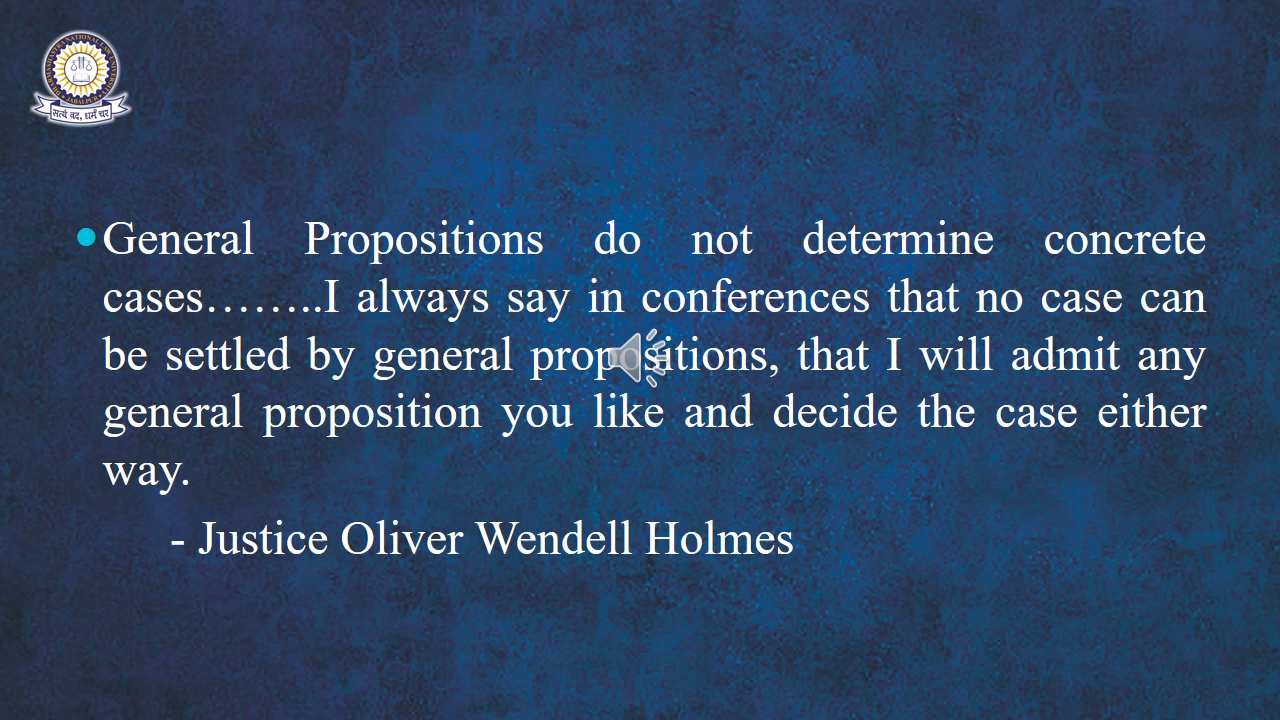 JABALPUR
सत्यं वद, धर्मं चर
General Propositions do not determine concrete
cases……..I always say in conferences that no case can
be settled by general propositions, that I will admit any
general proposition you like and decide the case either
way.
- Justice Oliver Wendell Holmes